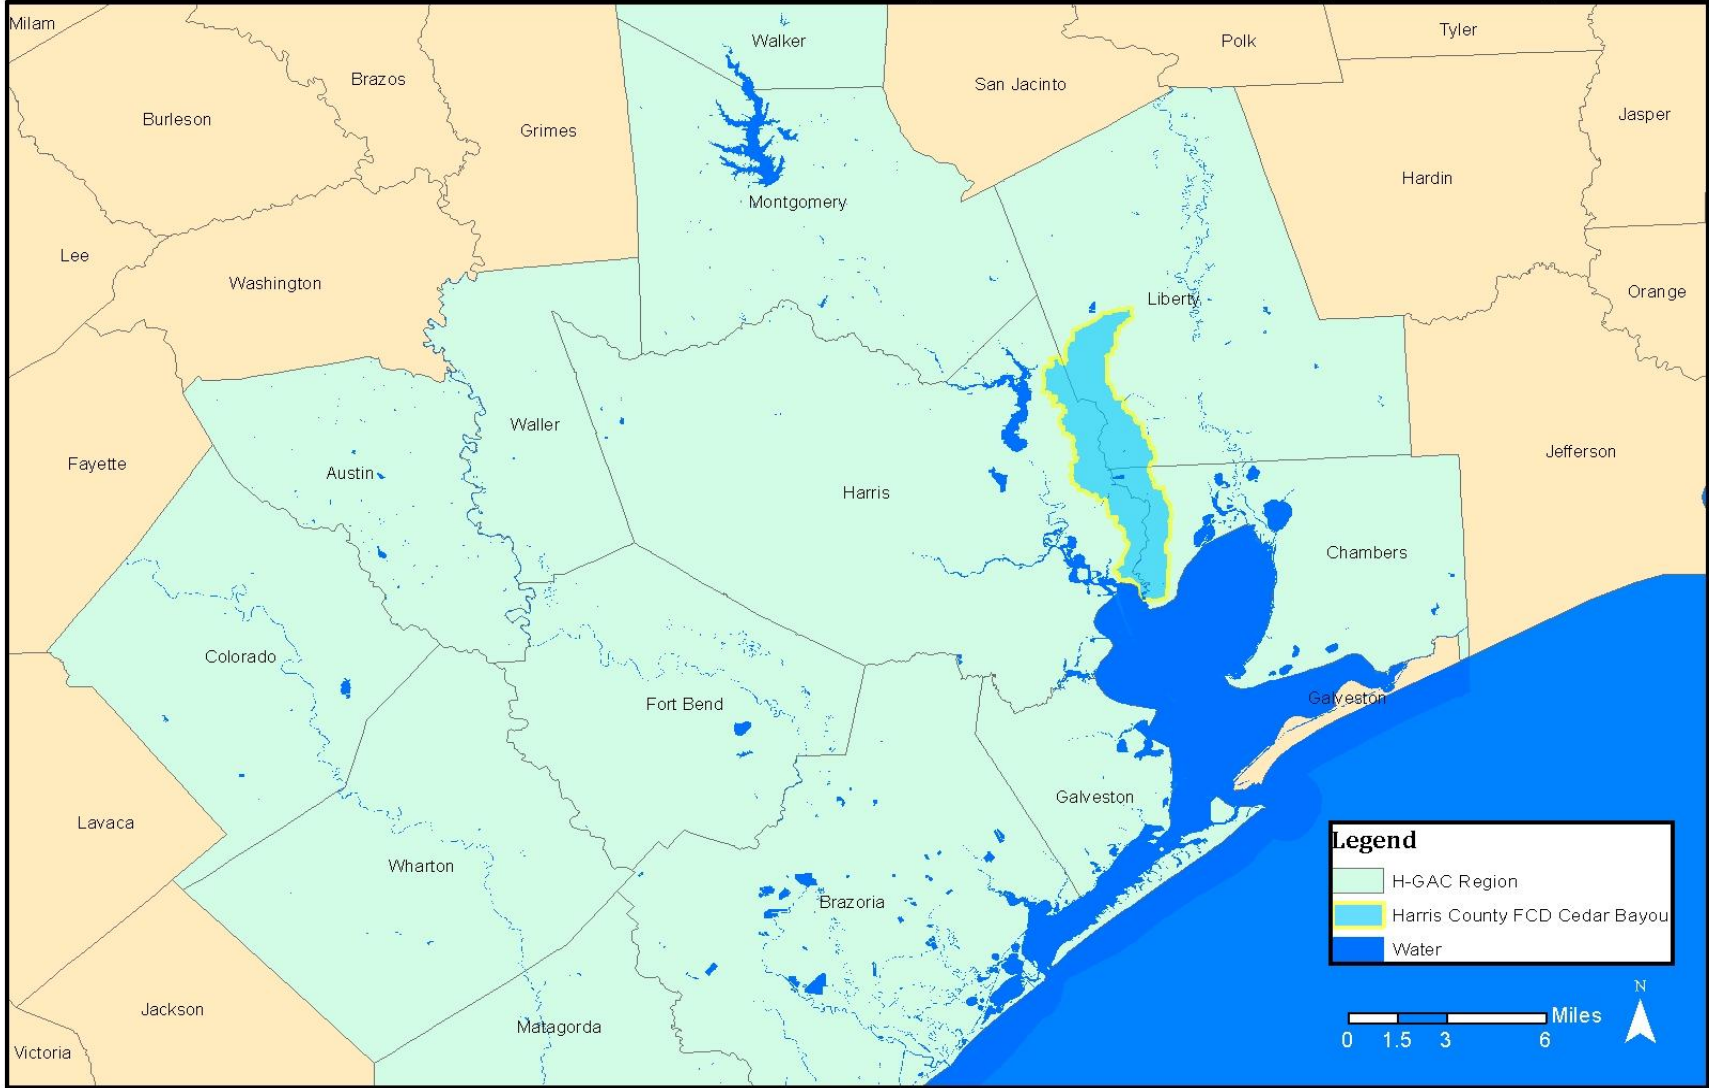 Milam
Walker
Polk
Tyler
Brazos
San Jacinto
Burleson
Grimes
Jasper
Hardin
Montgomery
Lee
Washington
Liberty
Orange
Waller
Fayette
Austin
Harris
Jefferson
Chambers
Colorado
Fort Bend
Galveston
Galveston
Lavaca
Wharton
Brazoria
Jackson
Matagorda
Victoria
Legend
H-GAC Region
Harris County FCD Cedar Bayou
Water
N
Miles
0 1.5 3 6